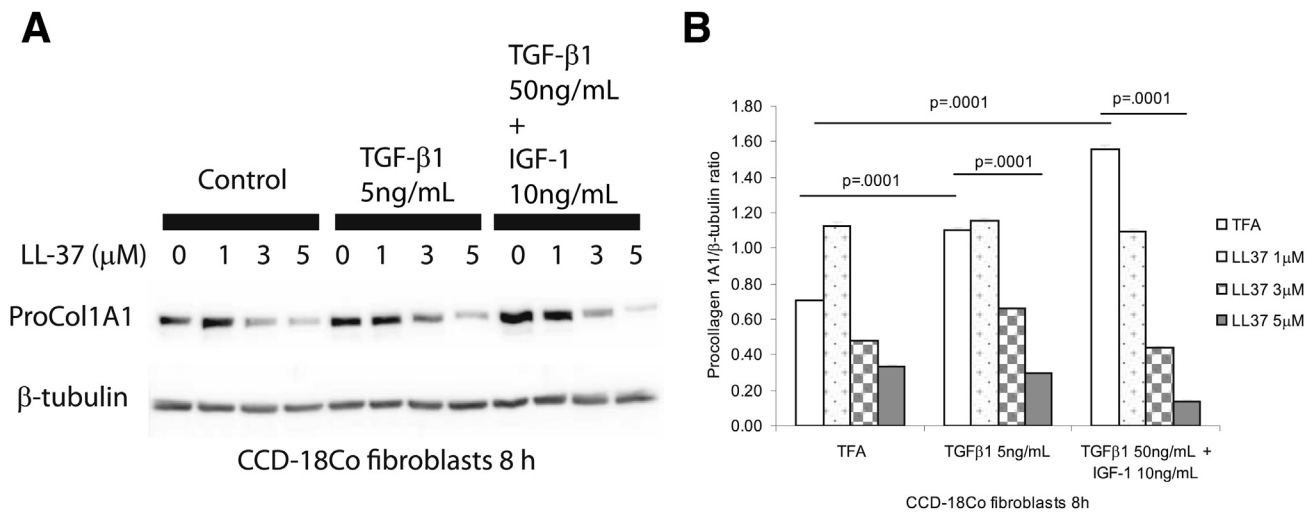 A
TGF-β1
50ng/mL
+
IGF-1
10ng/mL
TGF-β1
5ng/mL
Control
LL-37 (μM) 0 1 3 5 0 1 3 5 0 1 3 5
ProCol1A1
β-tubulin
CCD-18Co fibroblasts 8 h
B
Procollagen 1A1/β-tubulin ratio
1.80
1.60
1.40
1.20
1.00
0.80
0.60
0.40
0.20
0.00
p=.0001
p=.0001
p=.0001
p=.0001
TFA
LL37 1μM
LL37 3μM
LL37 5μM
TFA
TGFβ1 5ng/mL
TGFβ1 50ng/mL +
IGF-1 10ng/mL
CCD-18Co fibroblasts 8h